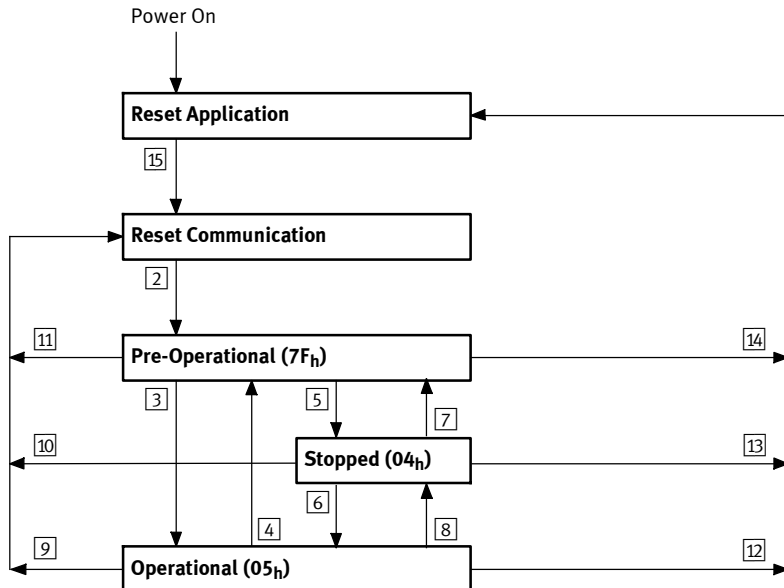 Power On
Reset Application
15
Reset Communication
2
11
14
Pre-Operational (7Fh)
3
5
7
10
13
Stopped (04h)
6
4
8
9
12
Operational (05h)